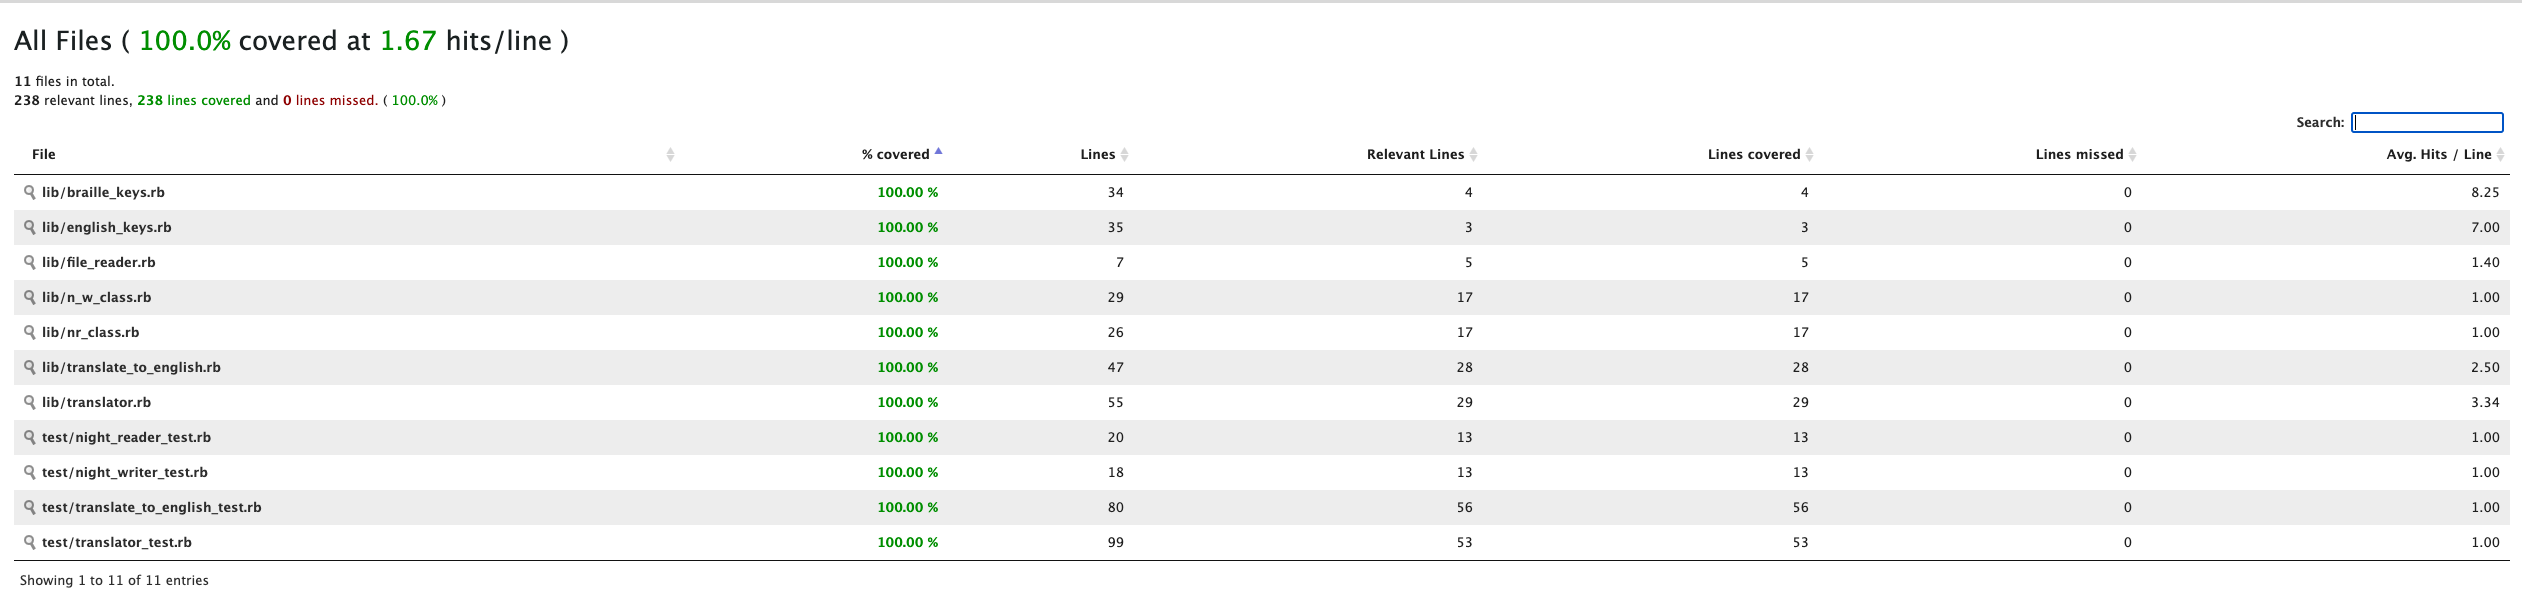 All Files ( 100.0% covered at 1.67 hits/line )
11 files in total.
238 relevant lines, 238 lines covered and 0 lines missed. ( 100.0% )
Search:
File % covered Lines Relevant Lines Lines covered Lines missed Avg. Hits / Line
lib/braille_keys.rb 100.00 % 34 4 4 0 8.25
lib/english_keys.rb 100.00 % 35 3 3 0 7.00
lib/file_reader.rb 100.00 % 7 5 5 0 1.40
lib/n_w_class.rb 100.00 % 29 17 17 0 1.00
lib/nr_class.rb 100.00 % 26 17 17 0 1.00
lib/translate_to_english.rb 100.00 % 47 28 28 0 2.50
lib/translator.rb 100.00 % 55 29 29 0 3.34
test/night_reader_test.rb 100.00 % 20 13 13 0 1.00
test/night_writer_test.rb 100.00 % 18 13 13 0 1.00
test/translate_to_english_test.rb 100.00 % 80 56 56 0 1.00
test/translator_test.rb 100.00 % 99 53 53 0 1.00
Showing 1 to 11 of 11 entries